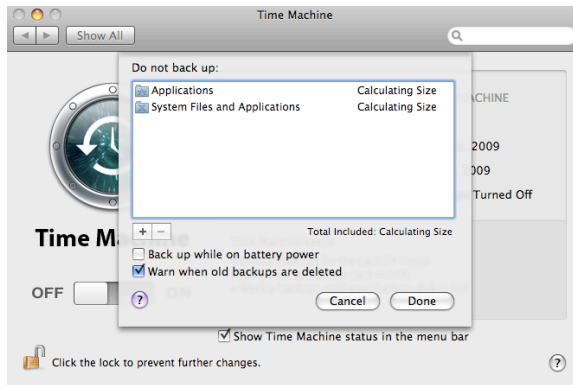 Time Machine
Show All
Do not back up:
Applications Calculating Size
System Files and Applications Calculating Size
ACHINE
2009
009
Turned Off
+ -
Total Included: Calculating Size
Time Ma
Back up while on battery power
Warn when old backups are deleted
OFF ON
? Cancel Done
Show Time Machine status in the menu bar
Click the lock to prevent further changes. ?